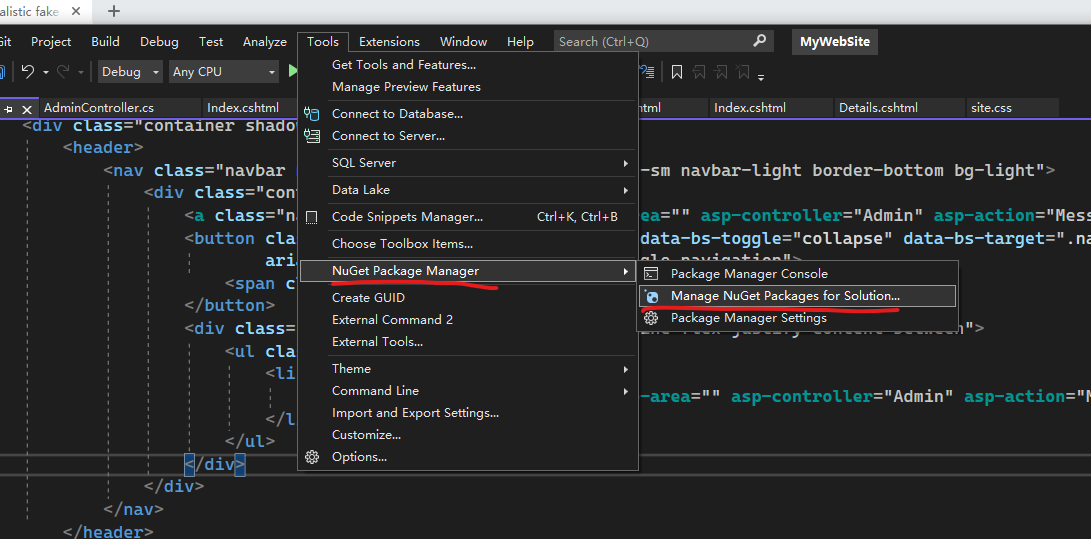 alistic fake
Git Project Build Debug Test Analyze Tools Extensions Window Help Search (Ctrl+Q) MyWebSite
Debug Any CPU
AdminController.cs Index.cshtml html Index.cshtml Details.cshtml site.css
Get Tools and Features...
Manage Preview Features
Connect to Database...
Connect to Server...
SQL Server
Data Lake
Code Snippets Manager... Ctrl+K, Ctrl+B
Choose Toolbox Items...
NuGet Package Manager
Create GUID
External Command 2
External Tools...
Theme
Command Line
Import and Export Settings...
Customize...
Options...
Package Manager Console
Manage NuGet Packages for Solution...
Package Manager Settings
<div class="container shadow
<header>
<nav class="navbar -sm navbar-light border-bottom bg-light">
<div class="con
<a class="na ea="" asp-controller="Admin" asp-action="Mess
<button clas data-bs-toggle="collapse" data-bs-target=".na
aria gle navigation">
<span c
</button>
<div class=
<ul cla
<li
-area="" asp-controller="Admin" asp-action="M
</l
</ul>
</div>
</div>
</nav>
</header>